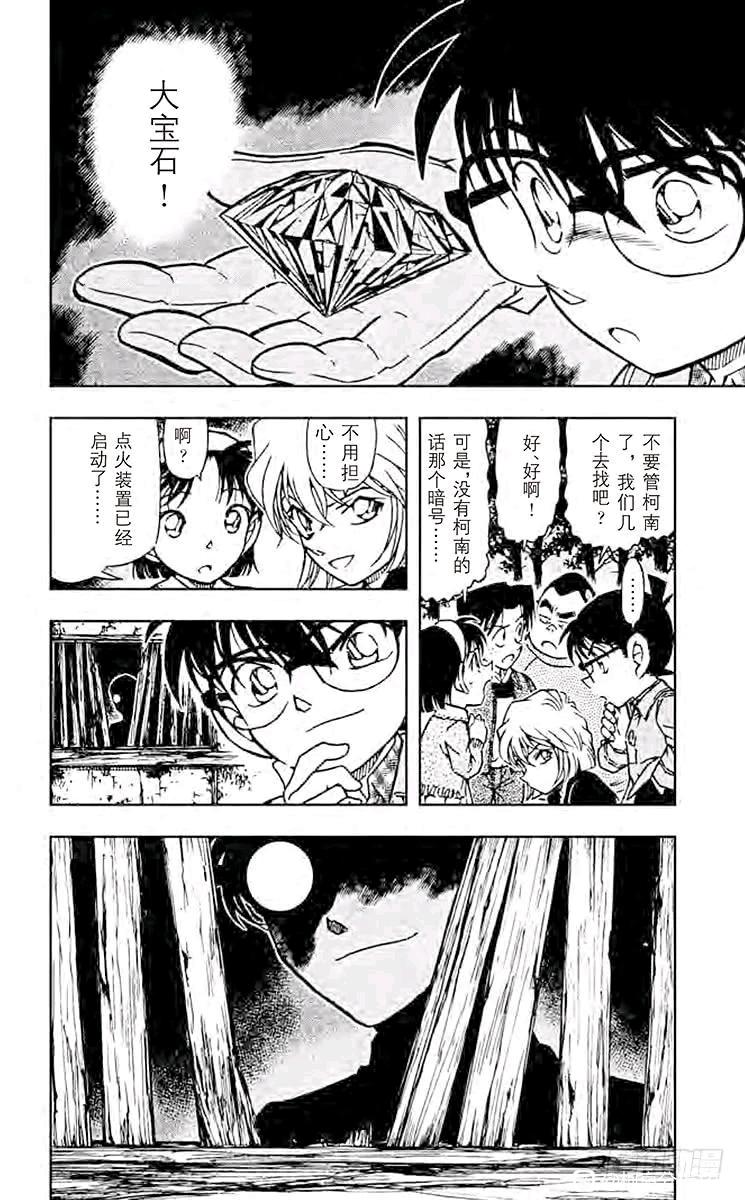 大
宝
石
！
不要管柯南
了，我们几
个去找吧？
好、好啊！
可是，没有柯南的
话那个暗号……
……
不用担
心……
啊？
点火装置已经
启动了……